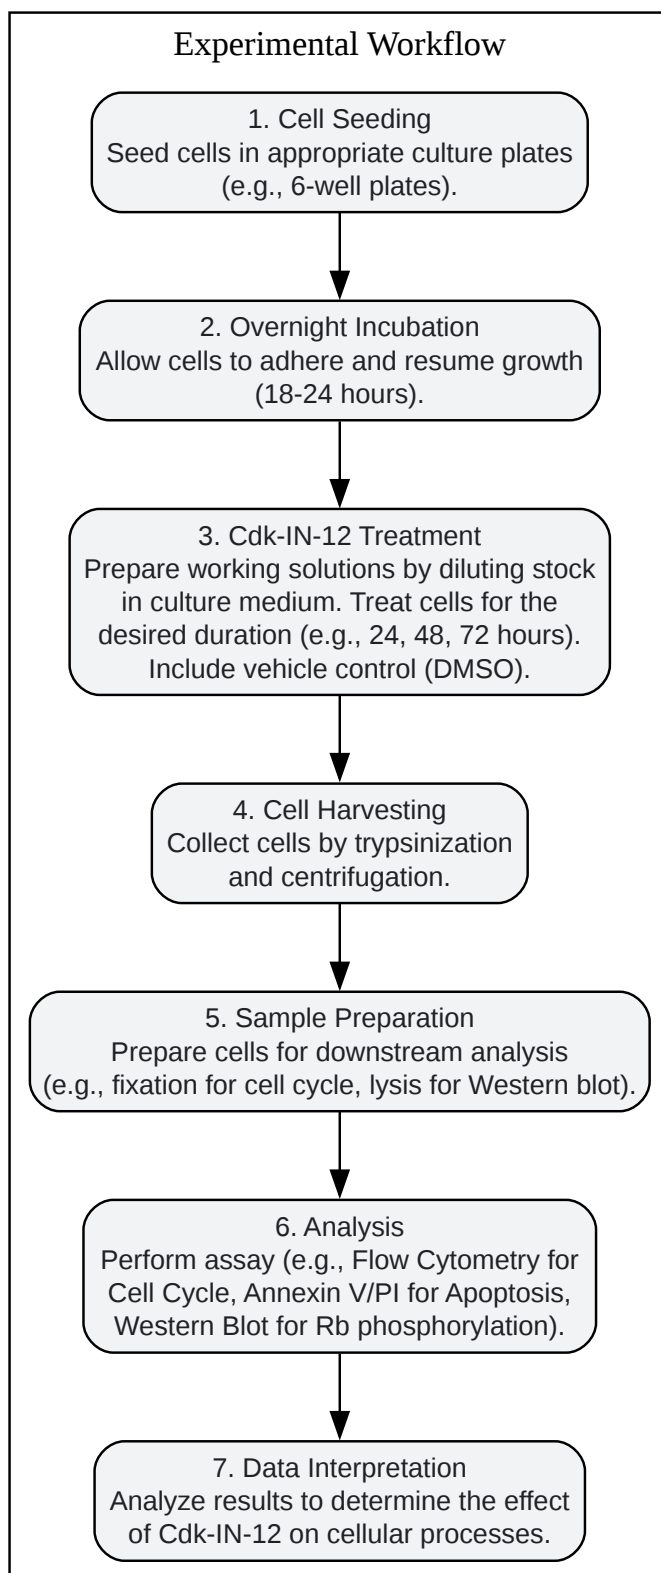 Experimental Workflow
1. Cell Seeding
Seed cells in appropriate culture plates
(e.g., 6-well plates).
2. Overnight Incubation
Allow cells to adhere and resume growth
(18-24 hours).
3. Cdk-IN-12 Treatment
Prepare working solutions by diluting stock
in culture medium. Treat cells for the
desired duration (e.g., 24, 48, 72 hours).
Include vehicle control (DMSO).
4. Cell Harvesting
Collect cells by trypsinization
and centrifugation.
5. Sample Preparation
Prepare cells for downstream analysis
(e.g., fixation for cell cycle, lysis for Western blot).
6. Analysis
Perform assay (e.g., Flow Cytometry for
Cell Cycle, Annexin V/PI for Apoptosis,
Western Blot for Rb phosphorylation).
7. Data Interpretation
Analyze results to determine the effect
of Cdk-IN-12 on cellular processes.